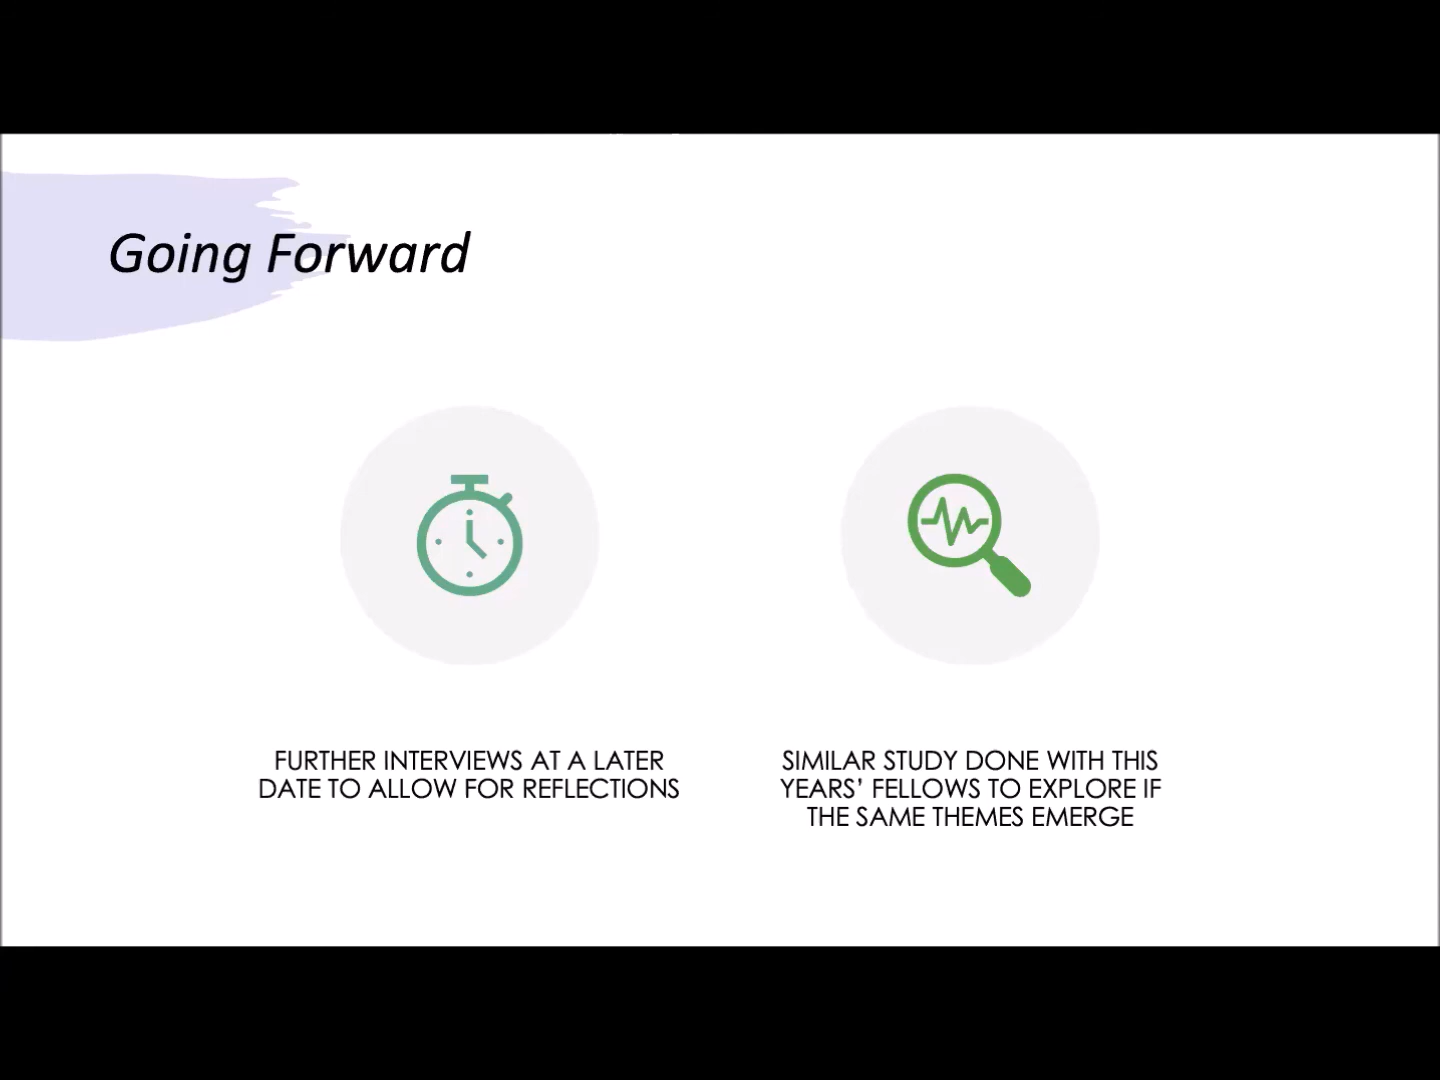 Going Forward
FURTHER INTERVIEWS AT A LATER
DATE TO ALLOW FOR REFLECTIONS
SIMILAR STUDY DONE WITH THIS
YEARS’ FELLOWS TO EXPLORE IF
THE SAME THEMES EMERGE